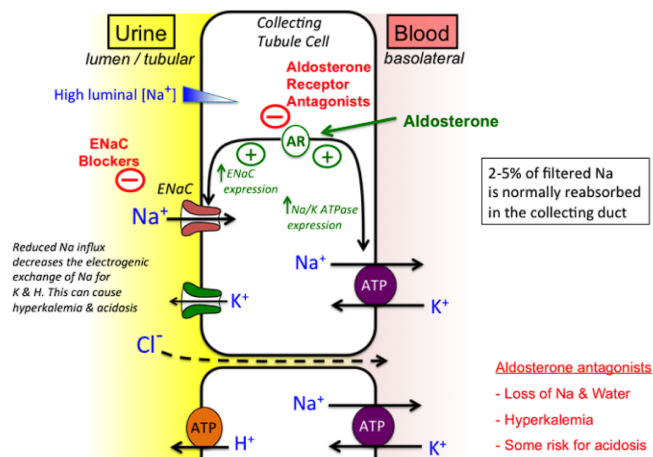 Urine
lumen / tubular
Collecting
Tubule Cell
Blood
basolateral
High luminal [Na⁺]
Aldosterone
Receptor
Antagonists
AR
Aldosterone
ENaC
Blockers
+
+
↑ENaC
expression
↑Na/K ATPase
expression
2-5% of filtered Na
is normally reabsorbed
in the collecting duct
ENaC
Na⁺
Reduced Na influx
decreases the electrogenic
exchange of Na for
K & H. This can cause
hyperkalemia & acidosis
K⁺
Na⁺
ATP
K⁺
Cl⁻
Na⁺
ATP
K⁺
ATP
H⁺
Aldosterone antagonists
- Loss of Na & Water
- Hyperkalemia
- Some risk for acidosis